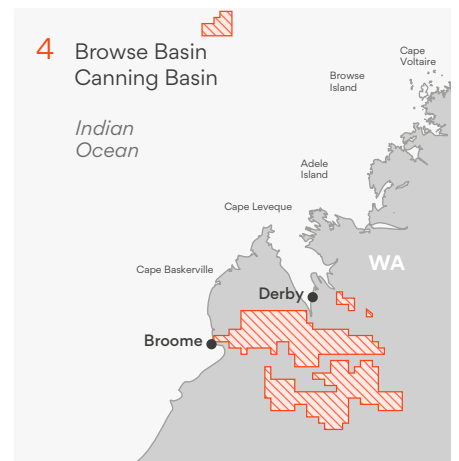 4
Browse Basin
Canning Basin
Indian
Ocean
Cape
Voltaire
Browse
Island
Adele
Island
Cape Leveque
WA
Cape Baskerville
Derby
Broome